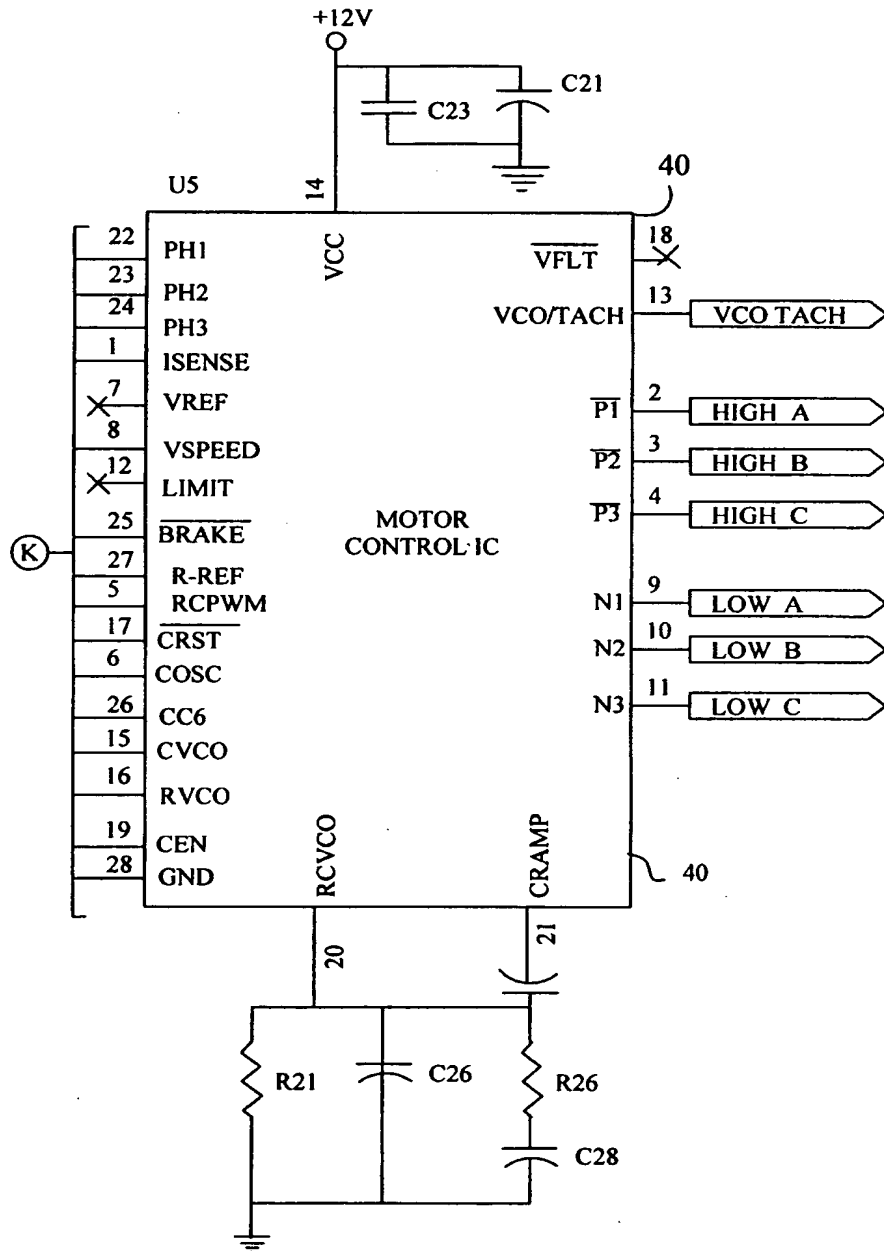 +12V
C21
C23
U5
14
40
22
PH1
VCC
VFLT
18
23
PH2
VCO/TACH
13
VCO TACH
24
PH3
1
ISENSE
7
VREF
P1
2
HIGH A
8
VSPEED
P2
3
HIGH B
12
LIMIT
P3
4
HIGH C
25
BRAKE
MOTOR
CONTROL IC
K
27
R-REF
5
RCPWM
N1
9
LOW A
17
CRST
N2
10
LOW B
6
COSC
26
CC6
N3
11
LOW C
15
CVCO
16
RVCO
19
CEN
28
GND
RCVCO
CRAMP
40
20
21
R21
C26
R26
C28